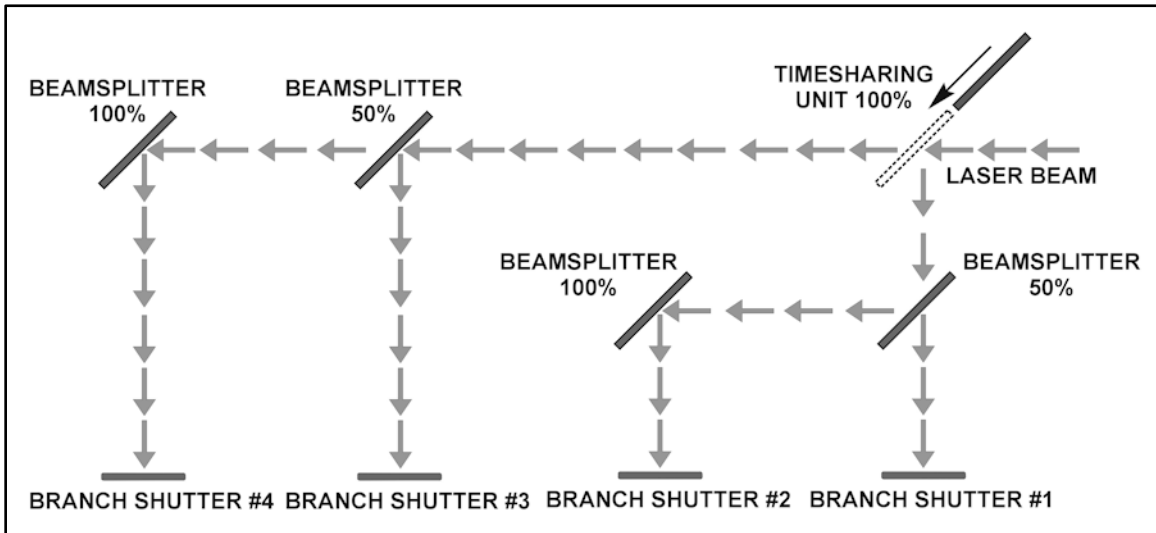 BEAMSPLITTER
100%
BEAMSPLITTER
50%
TIMESHARING
UNIT 100%
LASER BEAM
BEAMSPLITTER
100%
BEAMSPLITTER
50%
BRANCH SHUTTER #4
BRANCH SHUTTER #3
BRANCH SHUTTER #2
BRANCH SHUTTER #1